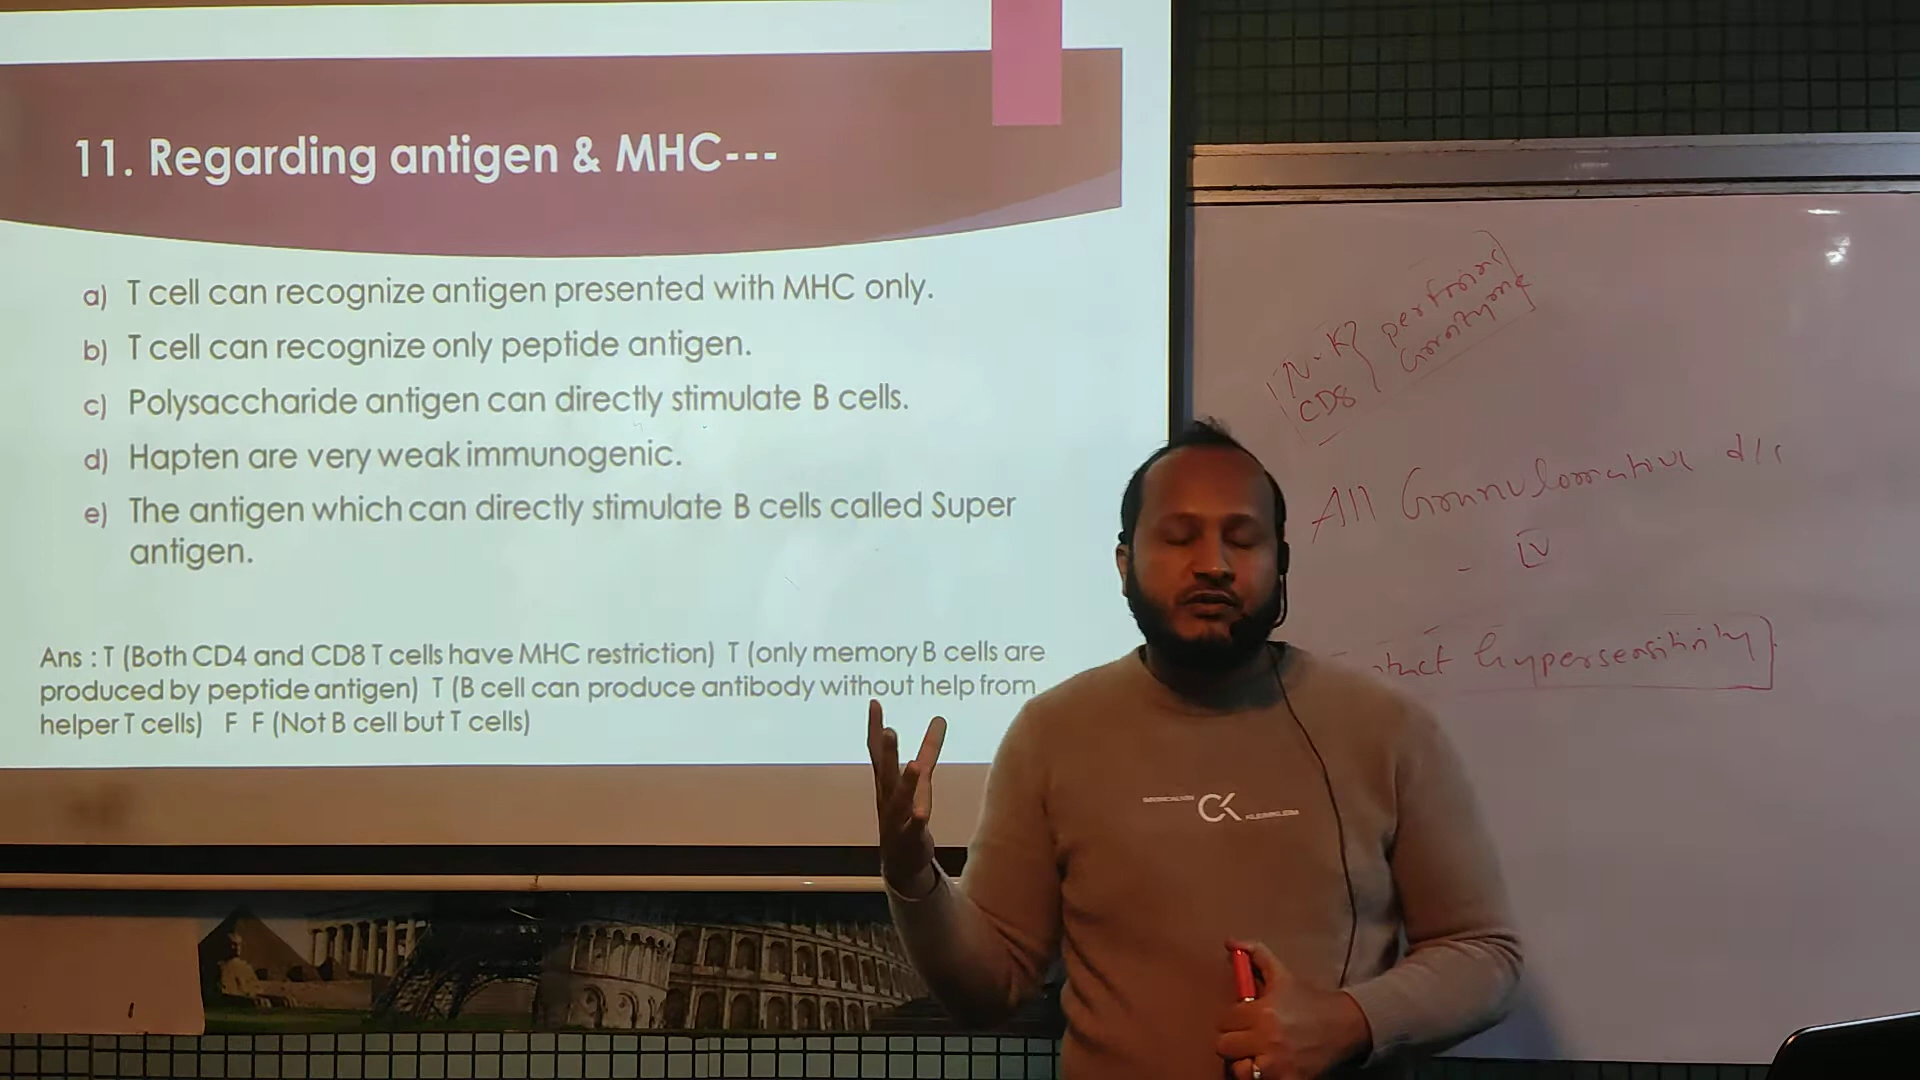 11. Regarding antigen & MHC---
a) T cell can recognize antigen presented with MHC only.
b) T cell can recognize only peptide antigen.
c) Polysaccharide antigen can directly stimulate B cells.
d) Hapten are very weak immunogenic.
e) The antigen which can directly stimulate B cells called Super
antigen.
Ans : T (Both CD4 and CD8 T cells have MHC restriction) T (only memory B cells are
produced by peptide antigen) T (B cell can produce antibody without help from
helper T cells) F F (Not B cell but T cells)
CD8
All
- IV
hypersensitivity
CK